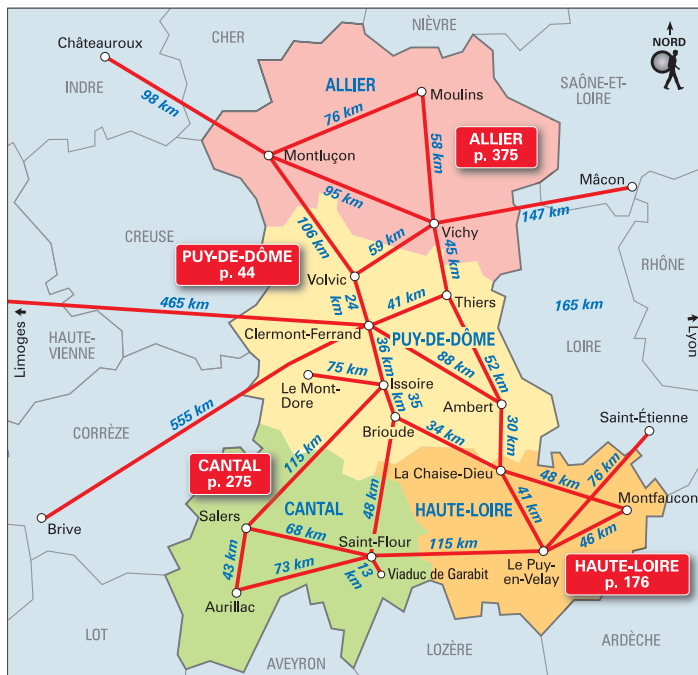 NIÈVRE
CHER
Châteauroux
NORD
INDRE
ALLIER
SAÔNE-ET-
LOIRE
98 km
76 km
Moulins
ALLIER
p. 375
58 km
Montluçon
95 km
Mâcon
147 km
CREUSE
106 km
Vichy
59 km
45 km
PUY-DE-DÔME
p. 44
RHÔNE
Volvic
24
km
41 km
Thiers
465 km
165 km
Limoges
HAUTE-
VIENNE
Clermont-Ferrand
PUY-DE-DÔME
LOIRE
Lyon
36 km
88 km
52 km
75 km
Le Mont-
Dore
Issoire
35
km
Ambert
555 km
CORRÈZE
Brioude
34 km
30 km
Saint-Étienne
115 km
CANTAL
p. 275
La Chaise-Dieu
48 km
76 km
CANTAL
48 km
HAUTE-LOIRE
41 km
Montfaucon
Brive
Salers
68 km
Saint-Flour
115 km
46 km
43 km
73 km
13
km
Viaduc de Garabit
Le Puy-
en-Velay
HAUTE-LOIRE
p. 176
Aurillac
LOT
AVEYRON
LOZÈRE
ARDÈCHE